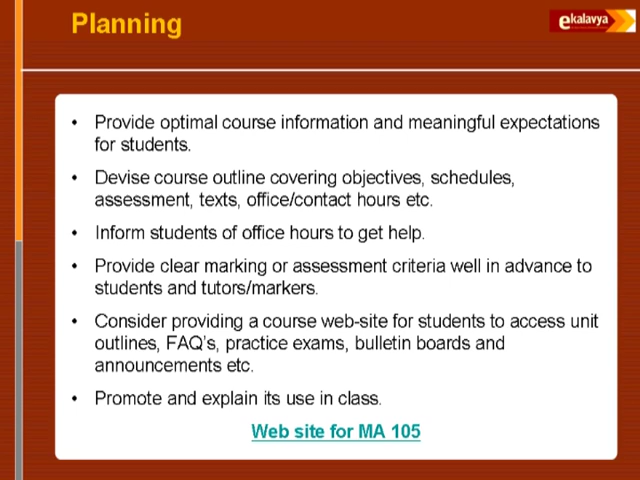 Planning
ekalavya
• Provide optimal course information and meaningful expectations
for students.
• Devise course outline covering objectives, schedules,
assessment, texts, office/contact hours etc.
• Inform students of office hours to get help.
• Provide clear marking or assessment criteria well in advance to
students and tutors/markers.
• Consider providing a course web-site for students to access unit
outlines, FAQ's, practice exams, bulletin boards and
announcements etc.
• Promote and explain its use in class.
Web site for MA 105